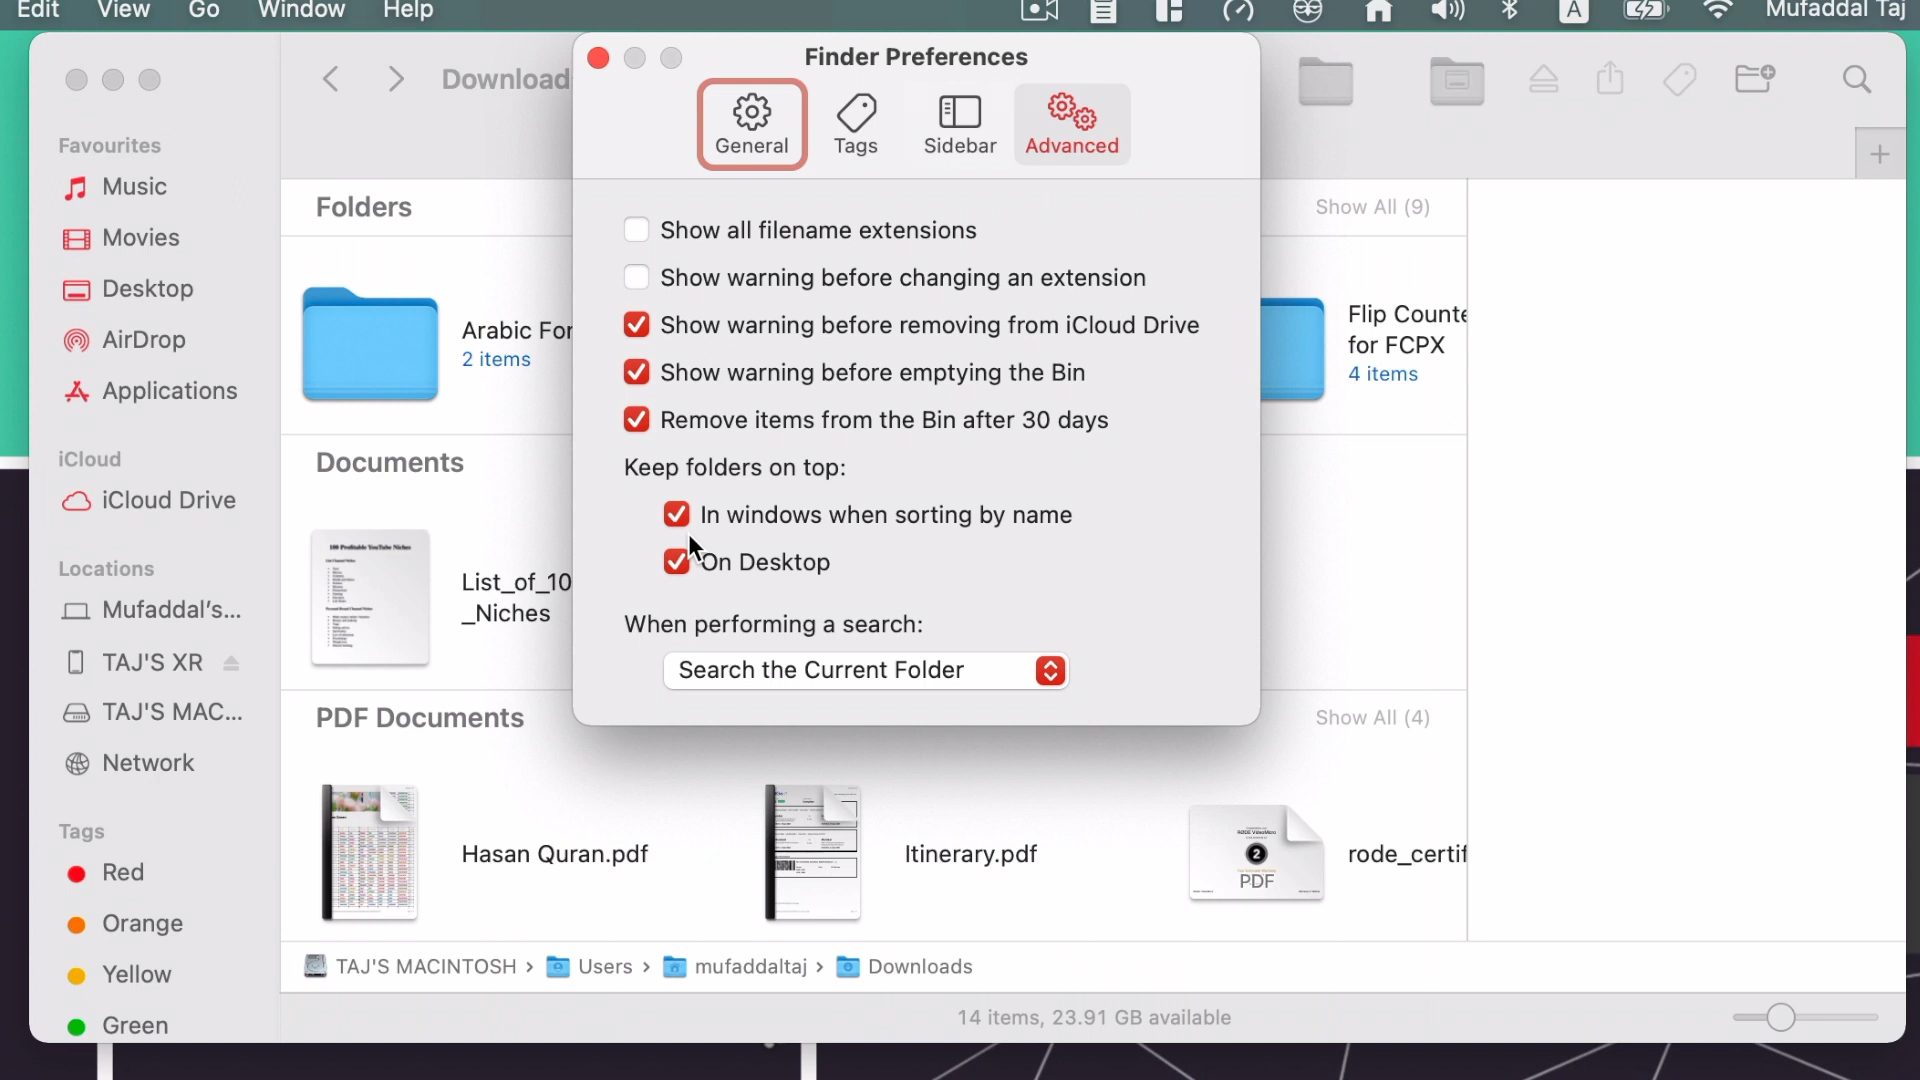 Edit View Go Window Help A Mufaddal Taj
Finder Preferences
Download
General Tags Sidebar Advanced
Favourites
Music
Movies
Desktop
AirDrop
Applications
iCloud
iCloud Drive
Locations
Mufaddal's...
TAJ'S XR
TAJ'S MAC...
Network
Tags
Red
Orange
Yellow
Green
Folders
Show All (9)
Arabic For
2 items
Flip Counte
for FCPX
4 items
Show all filename extensions
Show warning before changing an extension
Show warning before removing from iCloud Drive
Show warning before emptying the Bin
Remove items from the Bin after 30 days
Keep folders on top:
In windows when sorting by name
On Desktop
When performing a search:
Search the Current Folder
Documents
100 Profitable YouTube Niches
List_of_10
_Niches
PDF Documents
Show All (4)
Hasan Quran.pdf
Itinerary.pdf
2
PDF
rode_certif
TAJ'S MACINTOSH › Users › mufaddaltaj › Downloads
14 items, 23.91 GB available